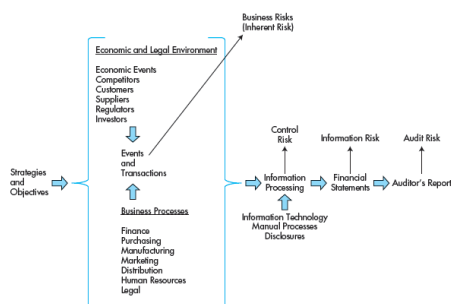 Business Risks
(Inherent Risk)
Economic and Legal Environment
Economic Events
Competitors
Customers
Suppliers
Regulators
Investors
Events
and
Transactions
Strategies
and
Objectives
Business Processes
Finance
Purchasing
Manufacturing
Marketing
Distribution
Human Resources
Legal
Control
Risk
Information Risk
Audit Risk
Information
Processing
Financial
Statements
Auditor's Report
Information Technology
Manual Processes
Disclosures